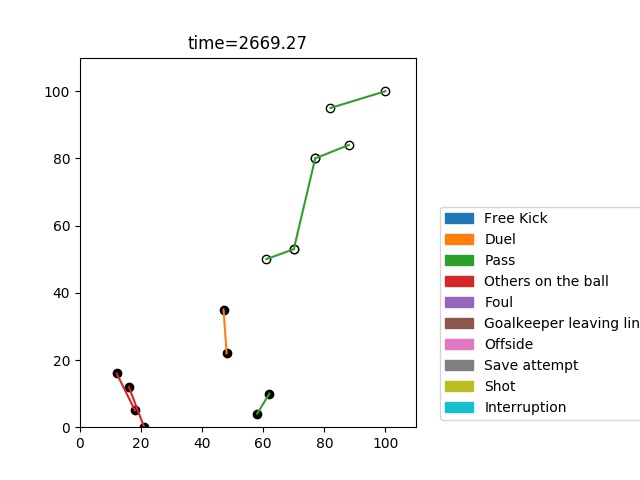 time=2669.27
100
80
60
40
20
0
0 20 40 60 80 100
Free Kick
Duel
Pass
Others on the ball
Foul
Goalkeeper leaving lin
Offside
Save attempt
Shot
Interruption